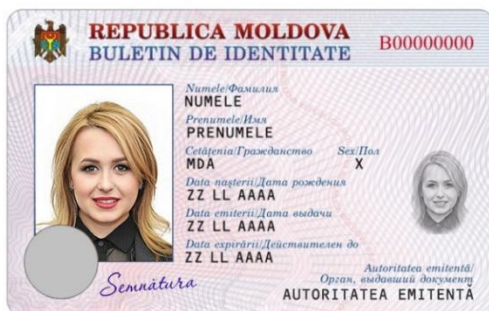 REPUBLICA MOLDOVA
BULETIN DE IDENTITATE
B00000000
Numele/Фамилия
NUMELE
Prenumele/Имя
PRENUMELE
Cetăţenia/Гражданство Sex/Пол
MDA X
Data naşterii/Дата рождения
ZZ LL AAAA
Data emiterii/Дата выдачи
ZZ LL AAAA
Data expirării/Действителен до
ZZ LL AAAA
Autoritatea emitentă/
Орган, выдавший документ
AUTORITATEA EMITENTĂ
Semnătura